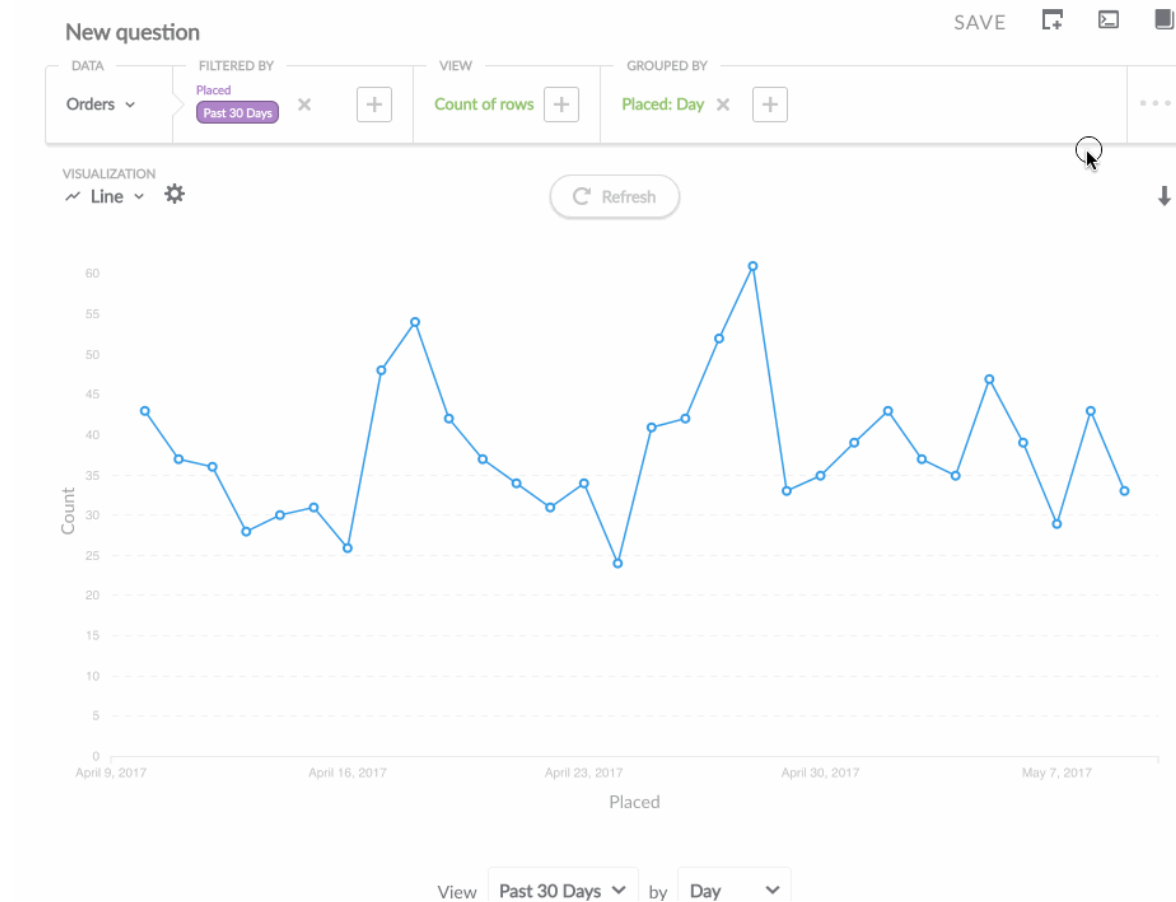 New question
SAVE
DATA
FILTERED BY
VIEW
GROUPED BY
Orders
Placed
Past 30 Days
Count of rows
Placed: Day
VISUALIZATION
Line
Refresh
60
55
50
45
40
35
30
25
20
15
10
5
0
Count
April 9, 2017
April 16, 2017
April 23, 2017
April 30, 2017
May 7, 2017
Placed
View Past 30 Days by Day